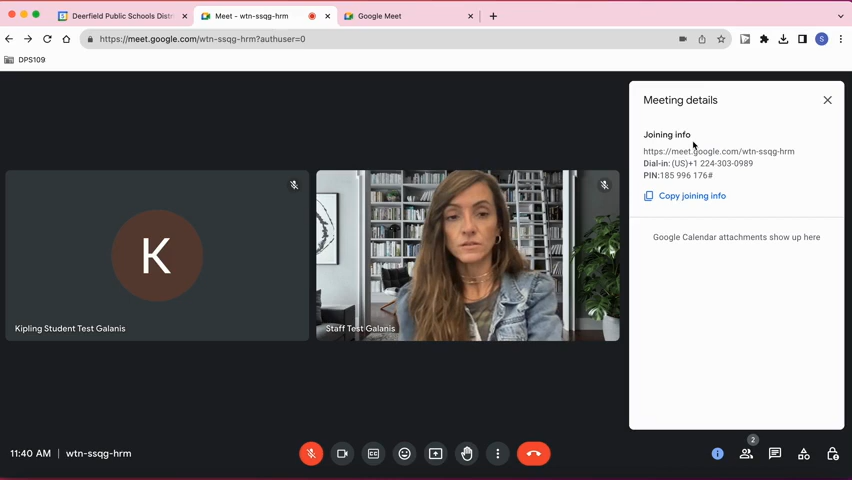 Deerfield Public Schools Distr
Meet - wtn-ssqg-hrm
Google Meet
https://meet.google.com/wtn-ssqg-hrm?authuser=0
S
DPS109
Meeting details
Joining info
https://meet.google.com/wtn-ssqg-hrm
Dial-in: (US)+1 224-303-0989
PIN:185 996 176#
Copy joining info
Google Calendar attachments show up here
K
Kipling Student Test Galanis
Staff Test Galanis
11:40 AM | wtn-ssqg-hrm
CC
2